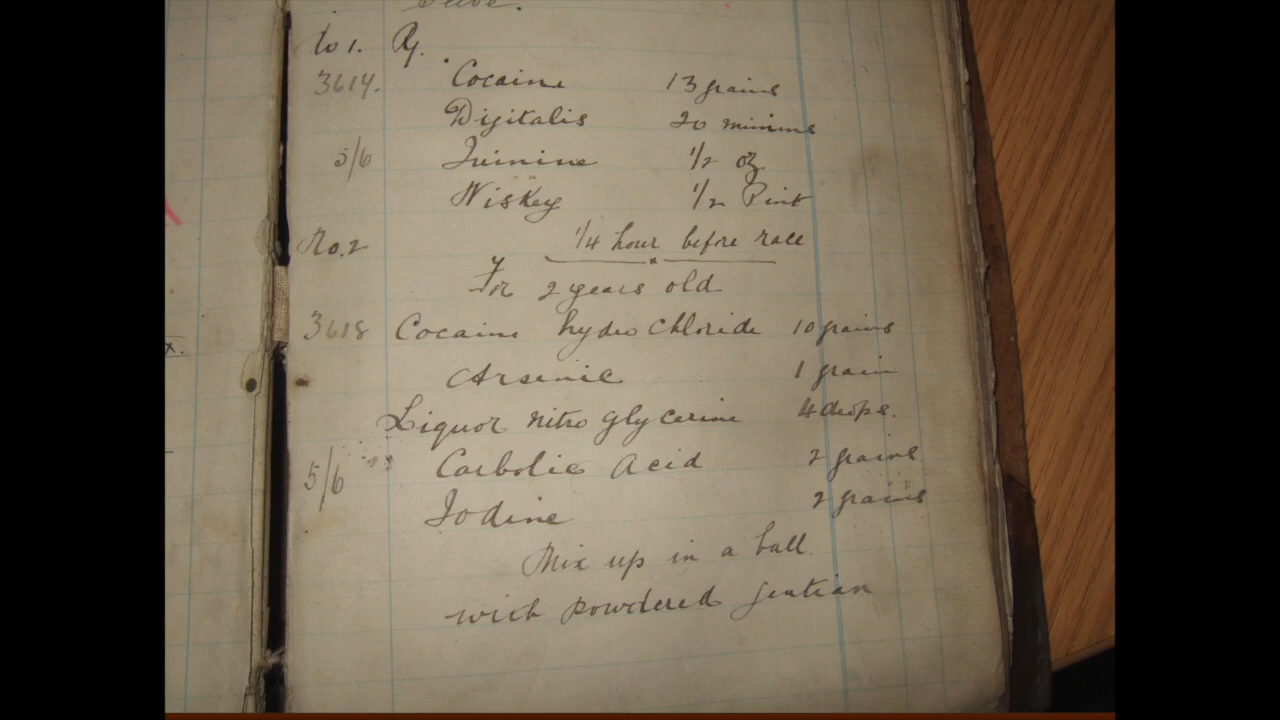 No 1. Rx.
3614. Cocaine 13 grains
Digitalis 20 minims
5/6 Quinine 1/2 oz
Wiskey 1/2 Pint
No. 2 1/4 hour before race
For 2 years old
3618 Cocaine hydro chloride 10 grains
Arsenic 1 grain
Liquor nitro glycerine 4 drops.
5/6 Carbolic Acid 2 grains
Iodine 2 grains
Mix up in a ball.
with powdered gentian
x.